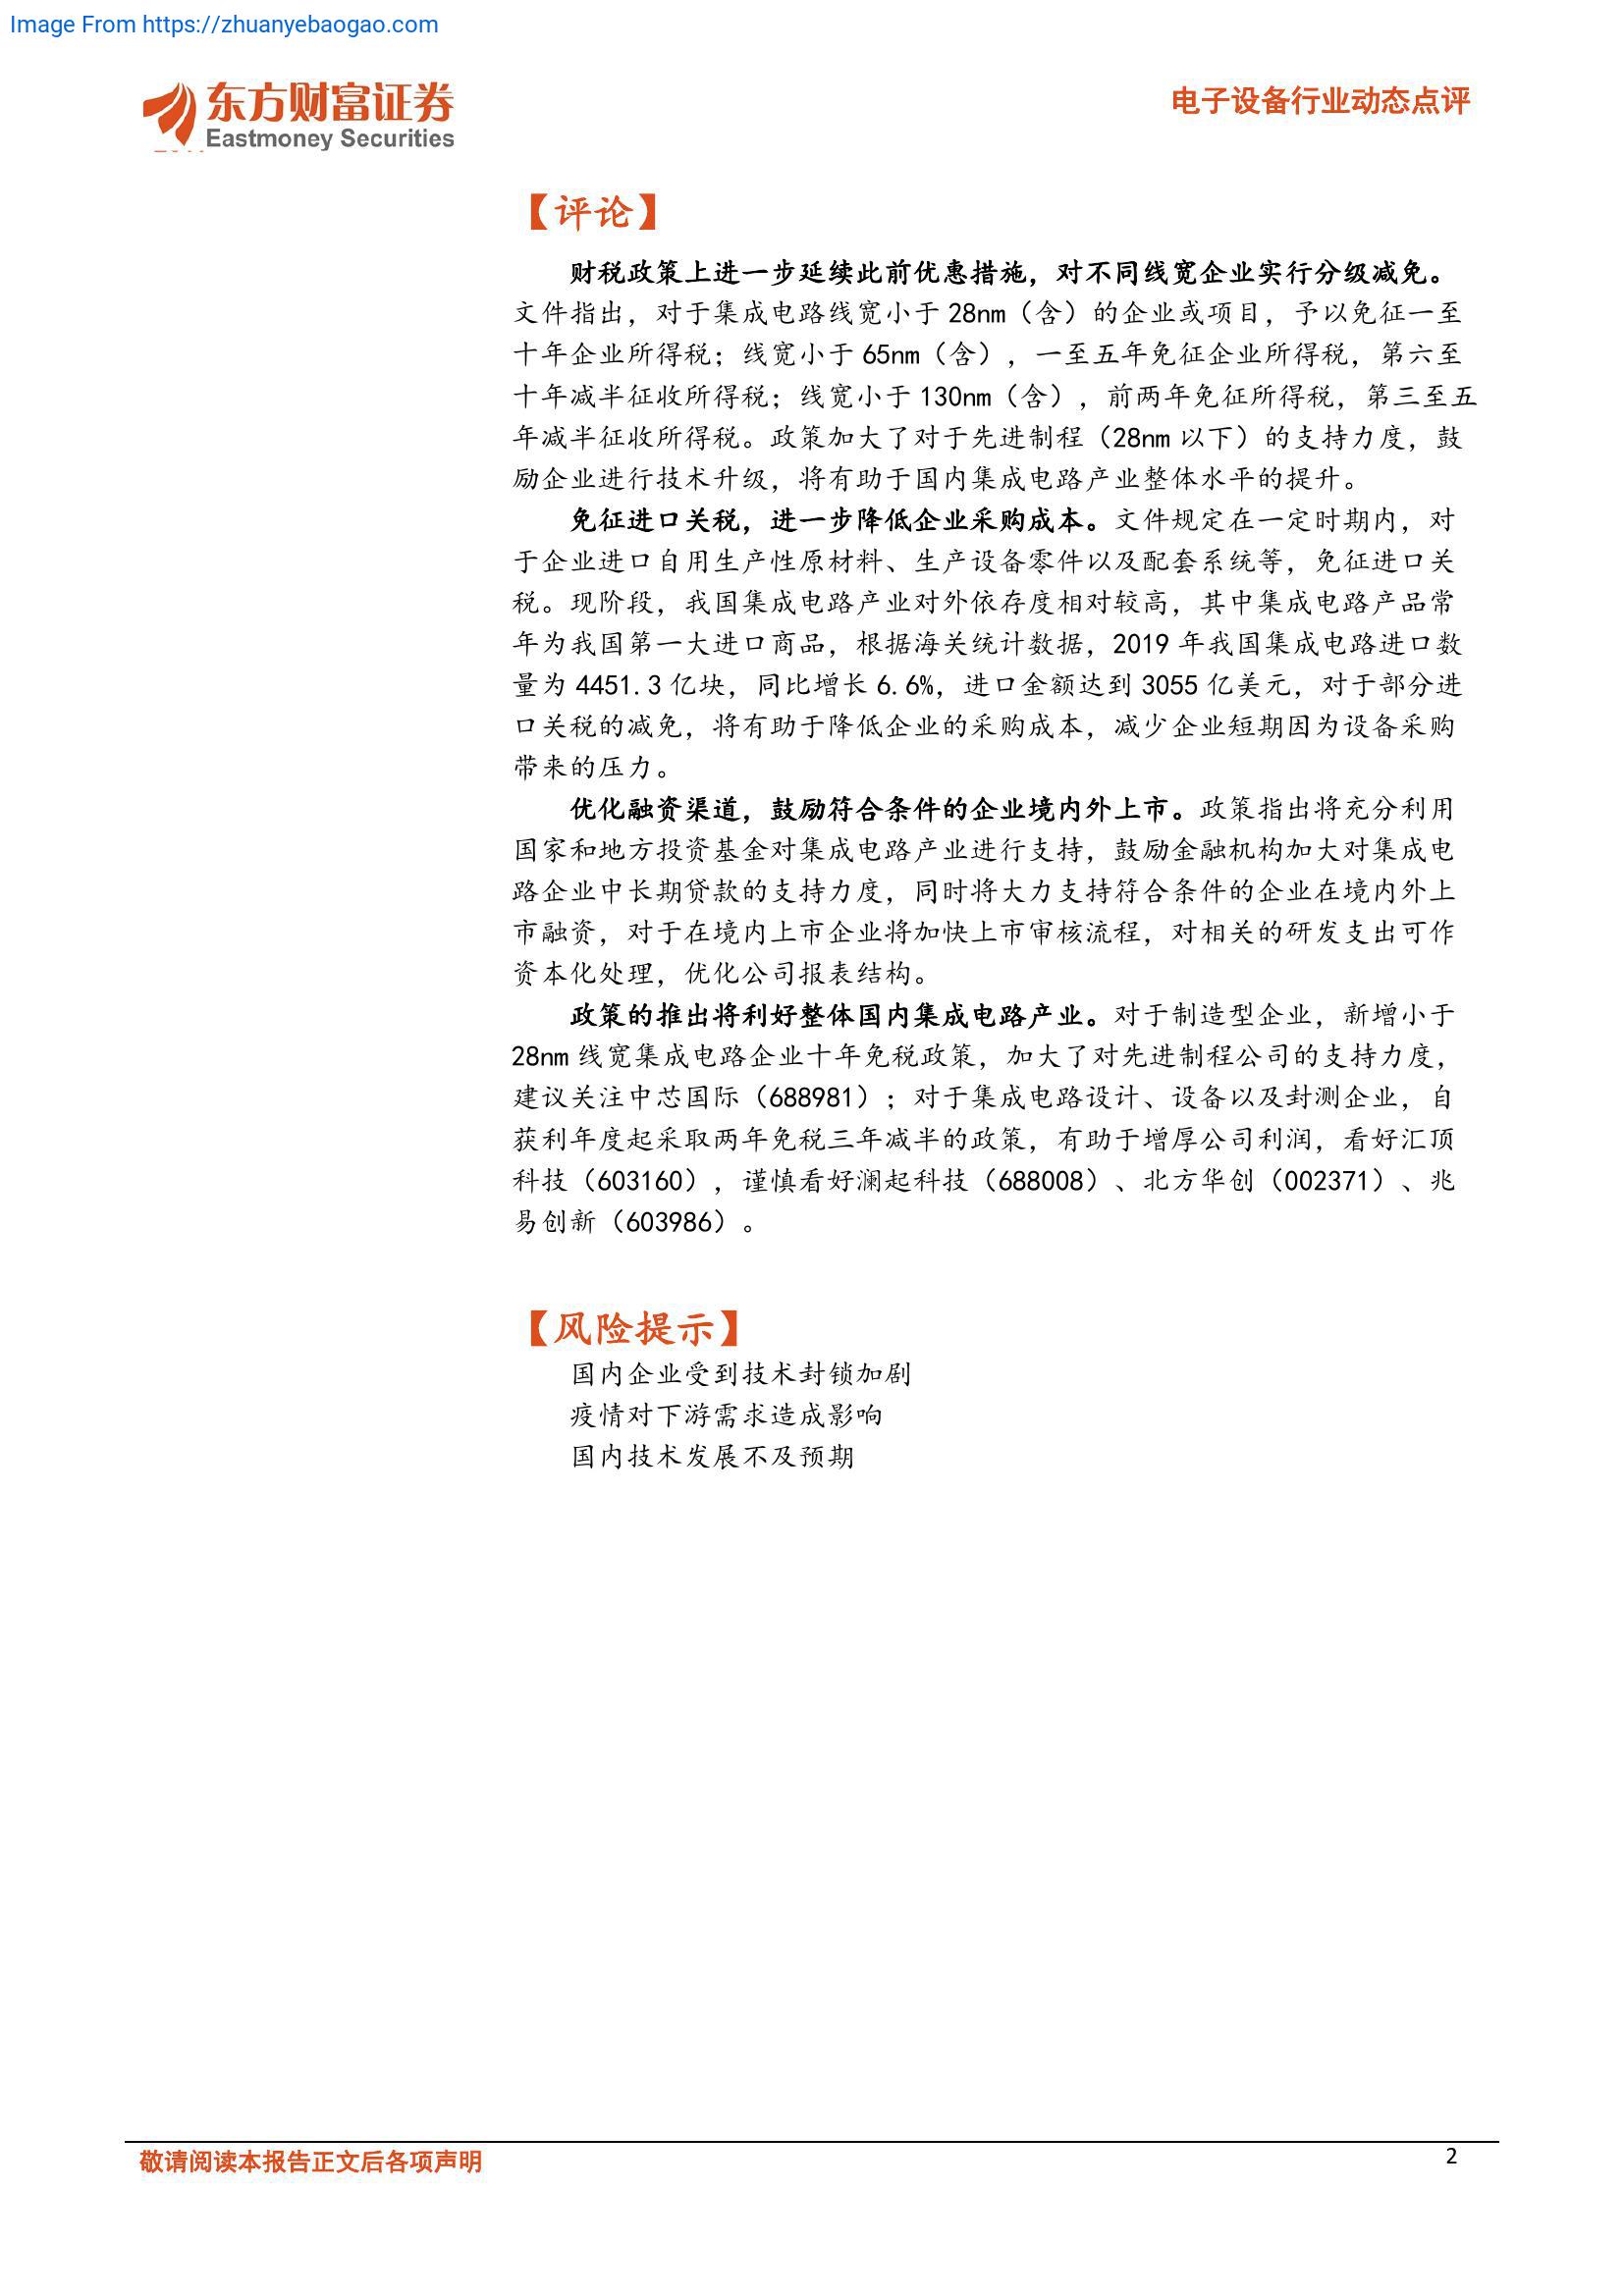 Image From https://zhuanyebaogao.com
东方财富证券
Eastmoney Securities
电子设备行业动态点评
【评论】
财税政策上进一步延续此前优惠措施，对不同线宽企业实行分级减免。
文件指出，对于集成电路线宽小于 28nm（含）的企业或项目，予以免征一至
十年企业所得税；线宽小于 65nm（含），一至五年免征企业所得税，第六至
十年减半征收所得税；线宽小于 130nm（含），前两年免征所得税，第三至五
年减半征收所得税。政策加大了对于先进制程（28nm 以下）的支持力度，鼓
励企业进行技术升级，将有助于国内集成电路产业整体水平的提升。
免征进口关税，进一步降低企业采购成本。文件规定在一定时期内，对
于企业进口自用生产性原材料、生产设备零件以及配套系统等，免征进口关
税。现阶段，我国集成电路产业对外依存度相对较高，其中集成电路产品常
年为我国第一大进口商品，根据海关统计数据，2019 年我国集成电路进口数
量为 4451.3 亿块，同比增长 6.6%，进口金额达到 3055 亿美元，对于部分进
口关税的减免，将有助于降低企业的采购成本，减少企业短期因为设备采购
带来的压力。
优化融资渠道，鼓励符合条件的企业境内外上市。政策指出将充分利用
国家和地方投资基金对集成电路产业进行支持，鼓励金融机构加大对集成电
路企业中长期贷款的支持力度，同时将大力支持符合条件的企业在境内外上
市融资，对于在境内上市企业将加快上市审核流程，对相关的研发支出可作
资本化处理，优化公司报表结构。
政策的推出将利好整体国内集成电路产业。对于制造型企业，新增小于
28nm 线宽集成电路企业十年免税政策，加大了对先进制程公司的支持力度，
建议关注中芯国际（688981）；对于集成电路设计、设备以及封测企业，自
获利年度起采取两年免税三年减半的政策，有助于增厚公司利润，看好汇顶
科技（603160），谨慎看好澜起科技（688008）、北方华创（002371）、兆
易创新（603986）。
【风险提示】
国内企业受到技术封锁加剧
疫情对下游需求造成影响
国内技术发展不及预期
敬请阅读本报告正文后各项声明
2